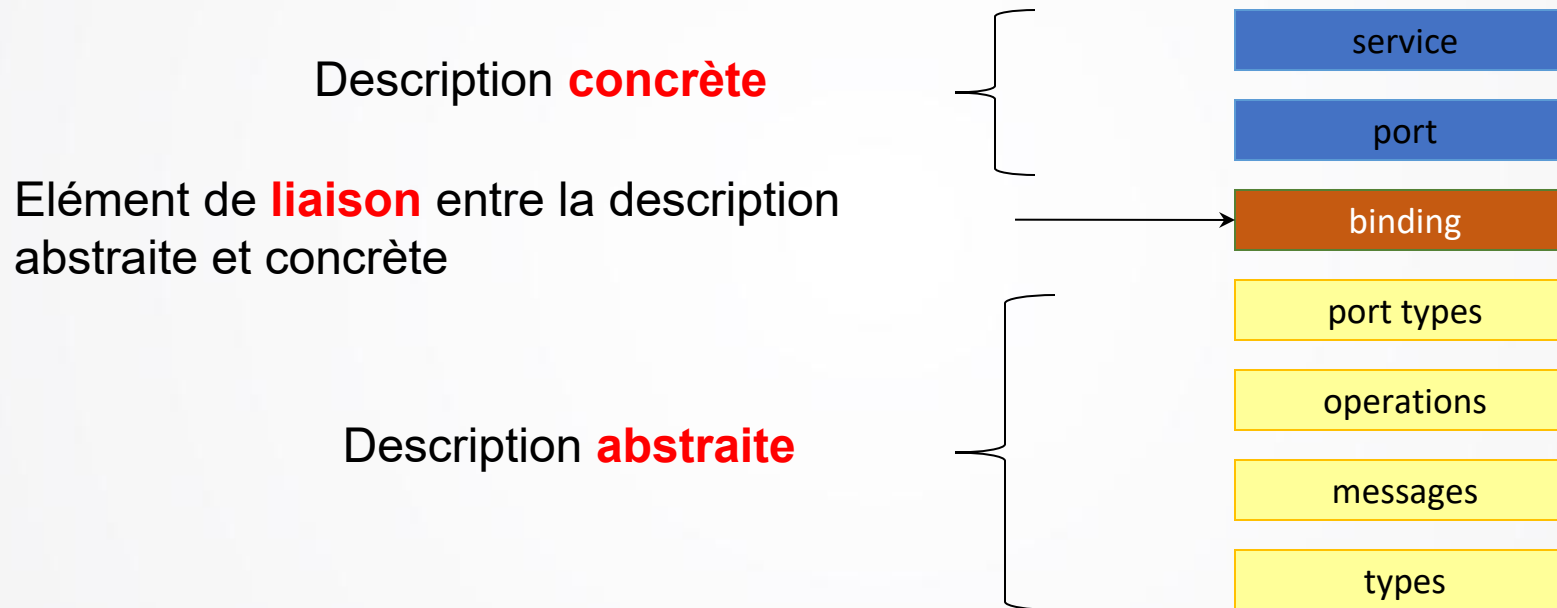 service
Description concrète
port
Elément de liaison entre la description
abstraite et concrète
binding
port types
operations
Description abstraite
messages
types